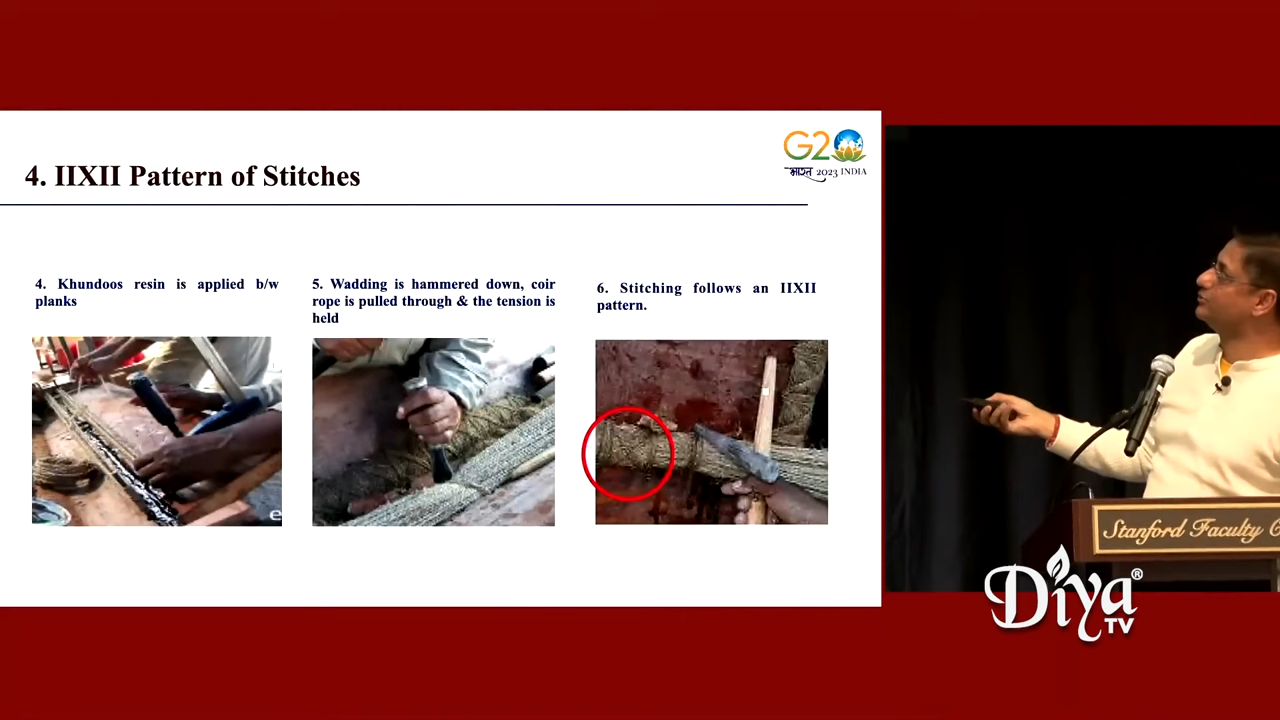 4. IIXII Pattern of Stitches
G20
भारत 2023 INDIA
4. Khundoos resin is applied b/w
planks
5. Wadding is hammered down, coir
rope is pulled through & the tension is
held
6. Stitching follows an IIXII
pattern.
e
Stanford Faculty C
Diya®
TV